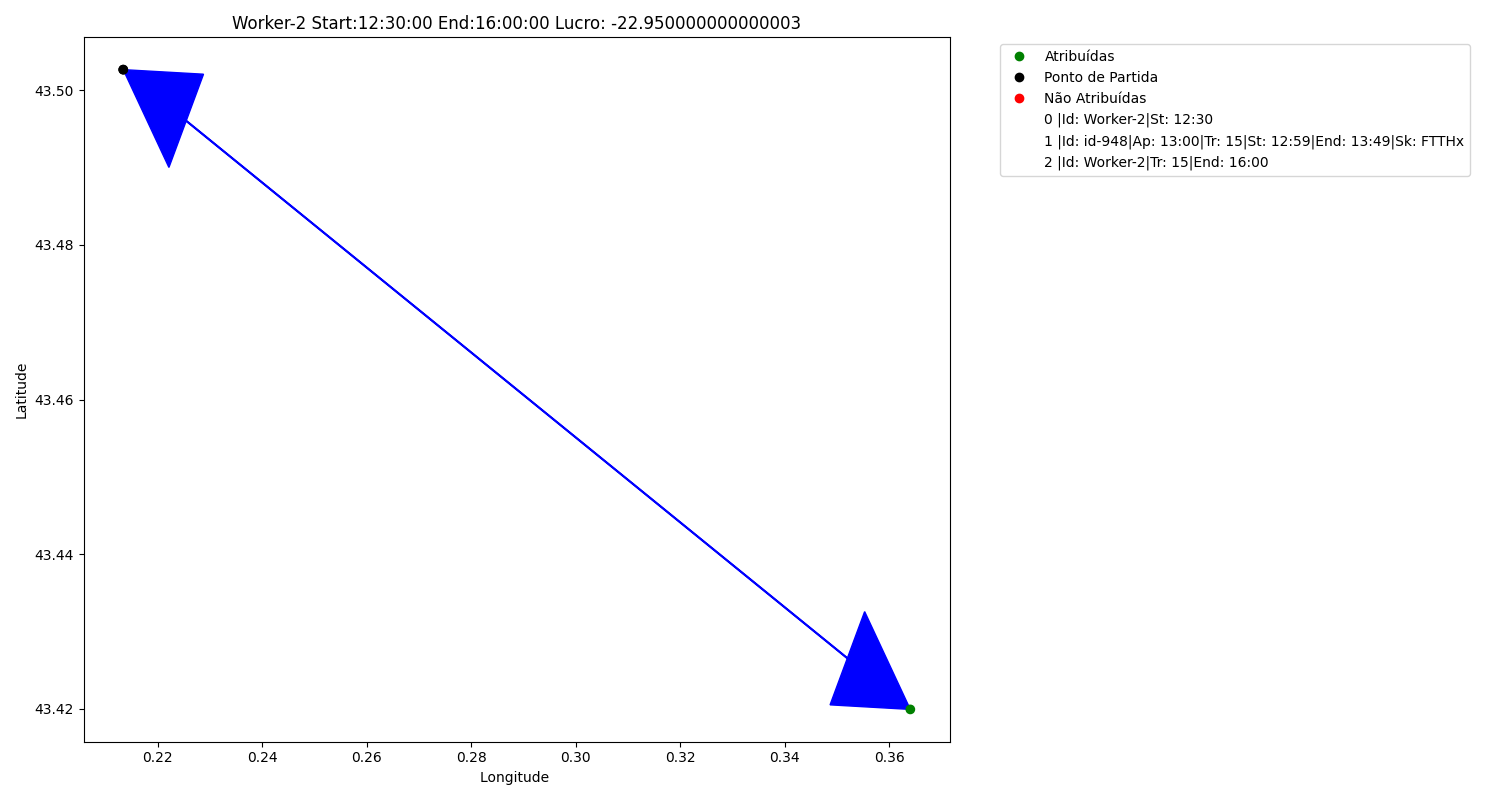 Worker-2 Start:12:30:00 End:16:00:00 Lucro: -22.950000000000003
43.50
43.48
43.46
43.44
43.42
Latitude
0.22 0.24 0.26 0.28 0.30 0.32 0.34 0.36
Longitude
Atribuídas
Ponto de Partida
Não Atribuídas
0 |Id: Worker-2|St: 12:30
1 |Id: id-948|Ap: 13:00|Tr: 15|St: 12:59|End: 13:49|Sk: FTTHx
2 |Id: Worker-2|Tr: 15|End: 16:00